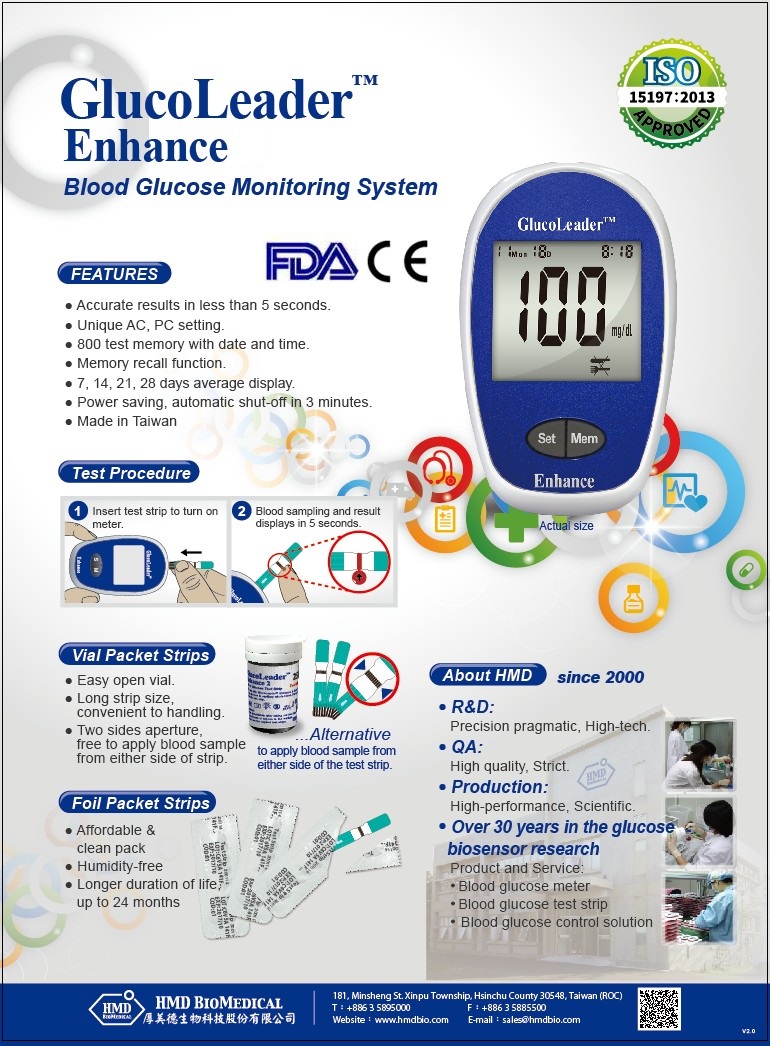 GlucoLeader™
Enhance
Blood Glucose Monitoring System
ISO
15197:2013
APPROVED
FDA CE
GlucoLeader™
11Mon 18D 8:18
100 mg/dL
Set Mem
Enhance
Actual size
FEATURES
● Accurate results in less than 5 seconds.
● Unique AC, PC setting.
● 800 test memory with date and time.
● Memory recall function.
● 7, 14, 21, 28 days average display.
● Power saving, automatic shut-off in 3 minutes.
● Made in Taiwan
Test Procedure
1 Insert test strip to turn on
meter.
2 Blood sampling and result
displays in 5 seconds.
Vial Packet Strips
● Easy open vial.
● Long strip size,
convenient to handling.
● Two sides aperture,
free to apply blood sample
from either side of strip.
...Alternative
to apply blood sample from
either side of the test strip.
Foil Packet Strips
● Affordable &
clean pack
● Humidity-free
● Longer duration of life
up to 24 months
About HMD since 2000
• R&D:
Precision pragmatic, High-tech.
• QA:
High quality, Strict.
• Production:
High-performance, Scientific.
• Over 30 years in the glucose
biosensor research
Product and Service:
• Blood glucose meter
• Blood glucose test strip
• Blood glucose control solution
HMD
BIOMEDICAL
HMD BIOMEDICAL
厚美德生物科技股份有限公司
181, Minsheng St. Xinpu Township, Hsinchu County 30548, Taiwan (ROC)
T：+886 3 5895000 F：+886 3 5885500
Website：www.hmdbio.com E-mail：sales@hmdbio.com
V2.0